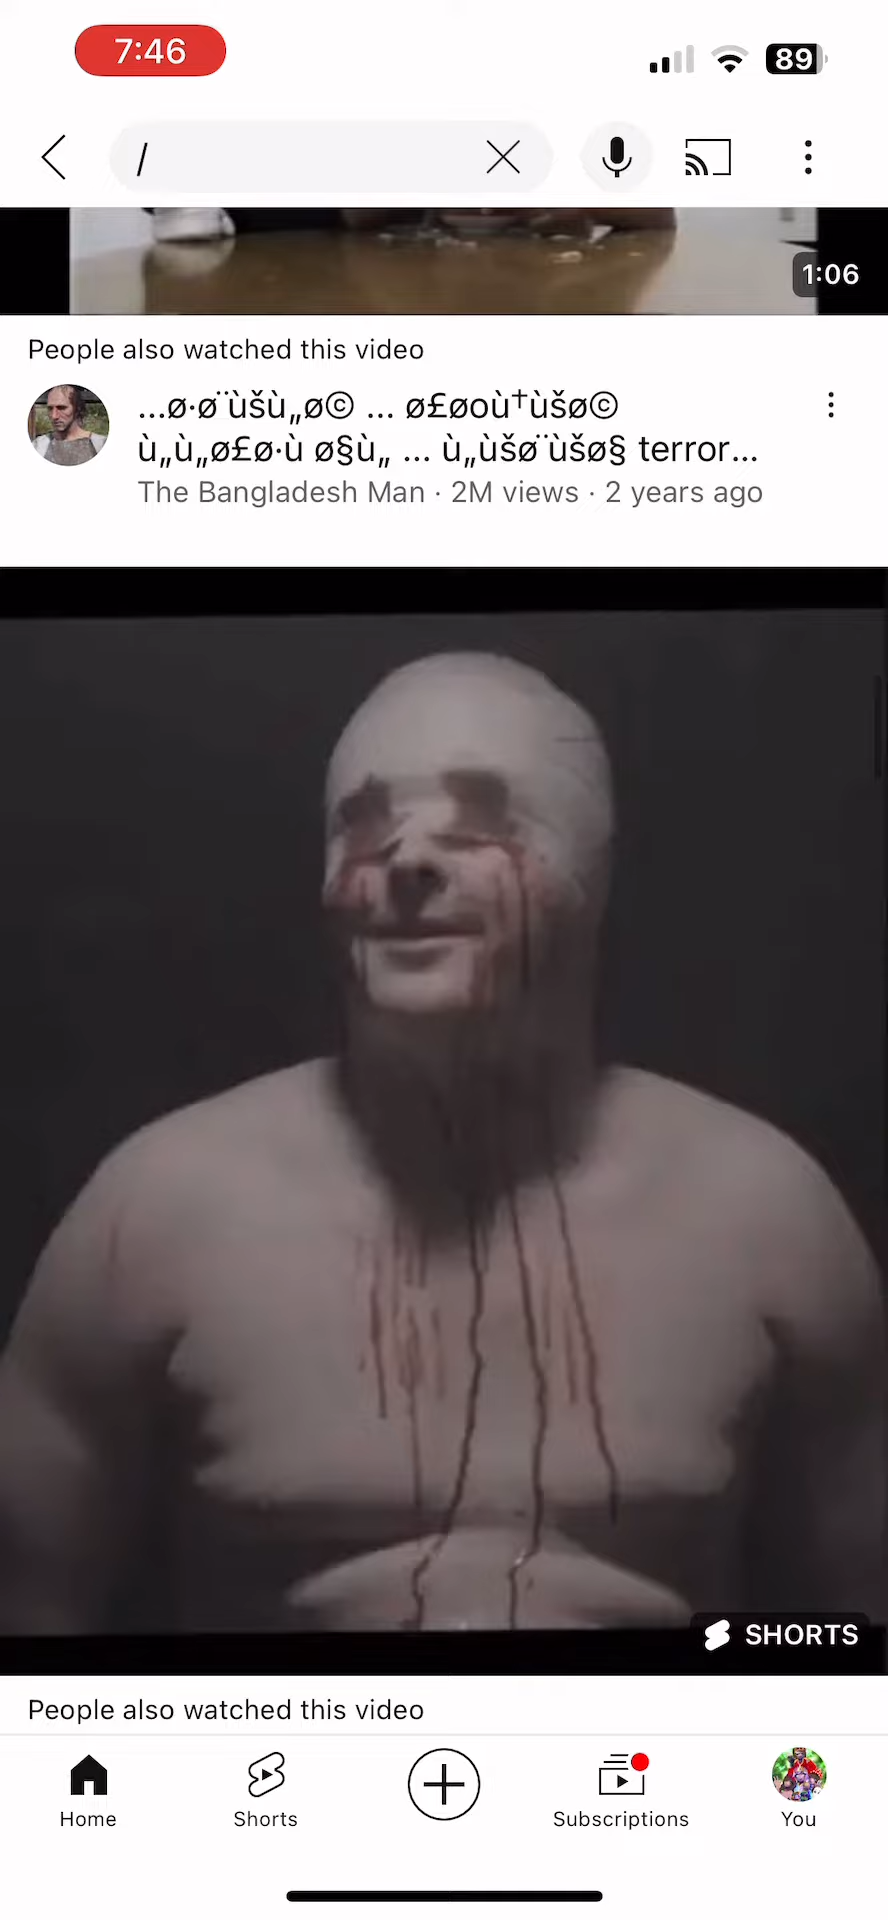 7:46
89
/
1:06
People also watched this video
...ø·ø¨ùšù„ø© ... ø£øoù†ùšø©
ù„ù„ø£ø·ù ø§ù„ ... ù„ùšø¨ùšø§ terror...
The Bangladesh Man · 2M views · 2 years ago
SHORTS
People also watched this video
Home
Shorts
Subscriptions
You